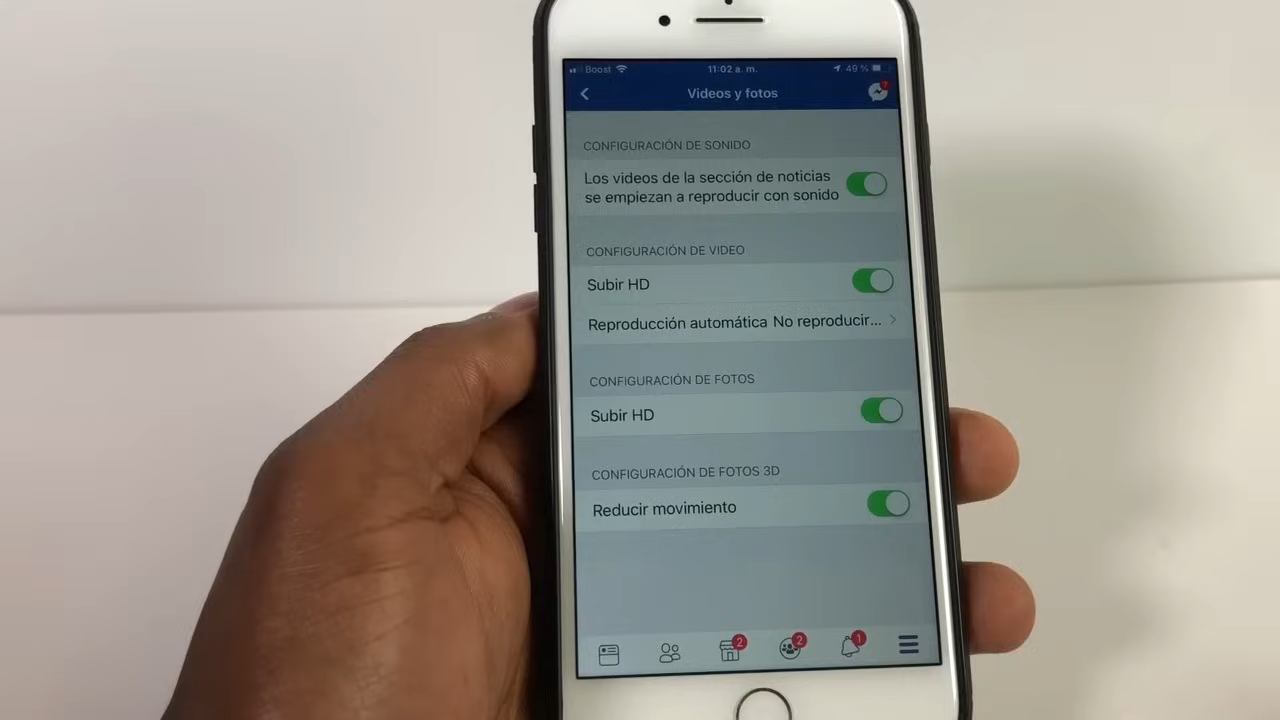 Boost 11:02 a. m. 49 %
Videos y fotos 7
CONFIGURACIÓN DE SONIDO
Los videos de la sección de noticias
se empiezan a reproducir con sonido
CONFIGURACIÓN DE VIDEO
Subir HD
Reproducción automática No reproducir...
CONFIGURACIÓN DE FOTOS
Subir HD
CONFIGURACIÓN DE FOTOS 3D
Reducir movimiento
2 2 1